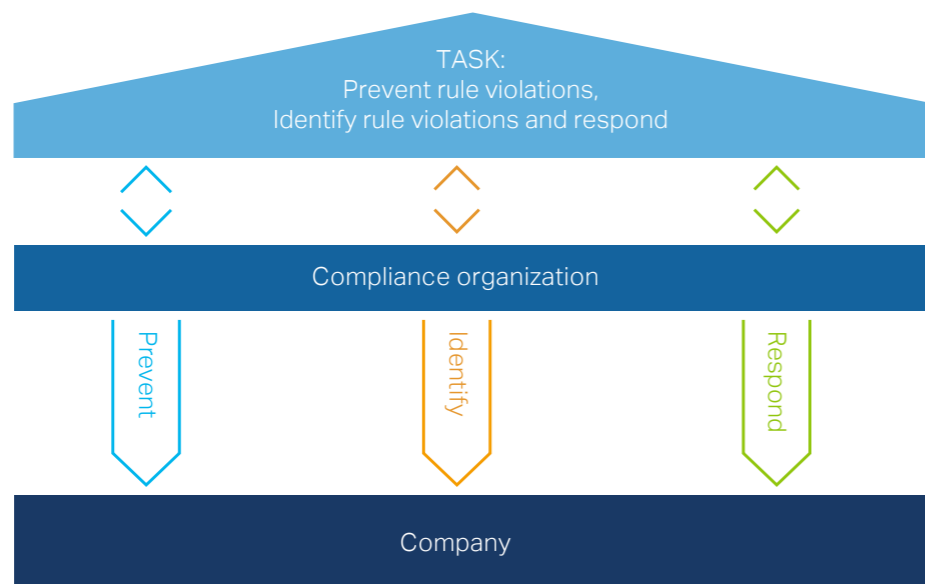 TASK:
Prevent rule violations,
Identify rule violations and respond
Compliance organization
Prevent
Identify
Respond
Company